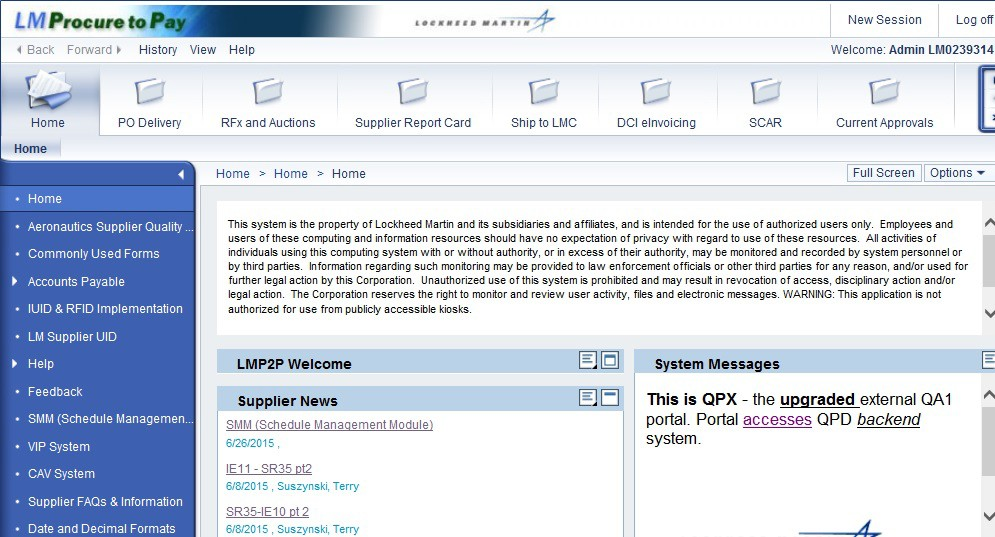 LM Procure to Pay
LOCKHEED MARTIN
New Session
Log off
Back Forward History View Help
Welcome: Admin LM0239314
Home
PO Delivery
RFx and Auctions
Supplier Report Card
Ship to LMC
DCI eInvoicing
SCAR
Current Approvals
Home
Home > Home > Home
Full Screen
Options
Home
Aeronautics Supplier Quality ...
Commonly Used Forms
Accounts Payable
IUID & RFID Implementation
LM Supplier UID
Help
Feedback
SMM (Schedule Managemen...
VIP System
CAV System
Supplier FAQs & Information
Date and Decimal Formats
This system is the property of Lockheed Martin and its subsidiaries and affiliates, and is intended for the use of authorized users only. Employees and
users of these computing and information resources should have no expectation of privacy with regard to use of these resources. All activities of
individuals using this computing system with or without authority, or in excess of their authority, may be monitored and recorded by system personnel or
by third parties. Information regarding such monitoring may be provided to law enforcement officials or other third parties for any reason, and/or used for
further legal action by this Corporation. Unauthorized use of this system is prohibited and may result in revocation of access, disciplinary action and/or
legal action. The Corporation reserves the right to monitor and review user activity, files and electronic messages. WARNING: This application is not
authorized for use from publicly accessible kiosks.
LMP2P Welcome
Supplier News
SMM (Schedule Management Module)
6/26/2015 ,
IE11 - SR35 pt2
6/8/2015 , Suszynski, Terry
SR35-IE10 pt 2
6/8/2015 , Suszynski, Terry
System Messages
This is QPX - the upgraded external QA1
portal. Portal accesses QPD backend
system.